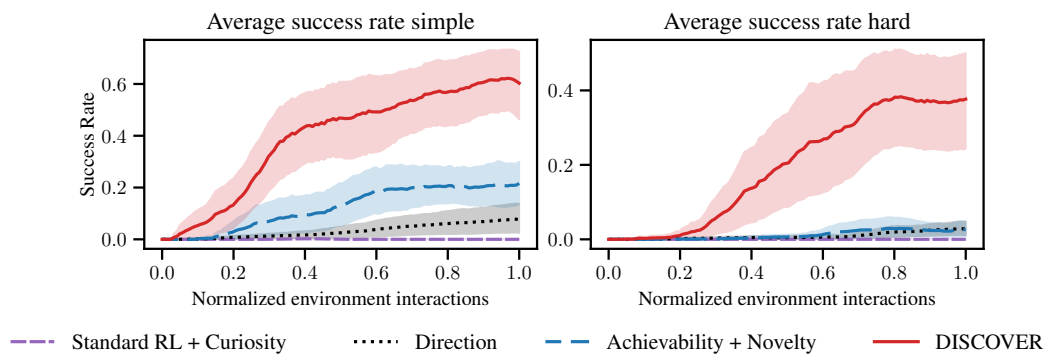 Average success rate simple
Average success rate hard
Success Rate
0.6
0.4
0.2
0.0
0.4
0.2
0.0
0.0 0.2 0.4 0.6 0.8 1.0
0.0 0.2 0.4 0.6 0.8 1.0
Normalized environment interactions
Normalized environment interactions
Standard RL + Curiosity Direction Achievability + Novelty DISCOVER